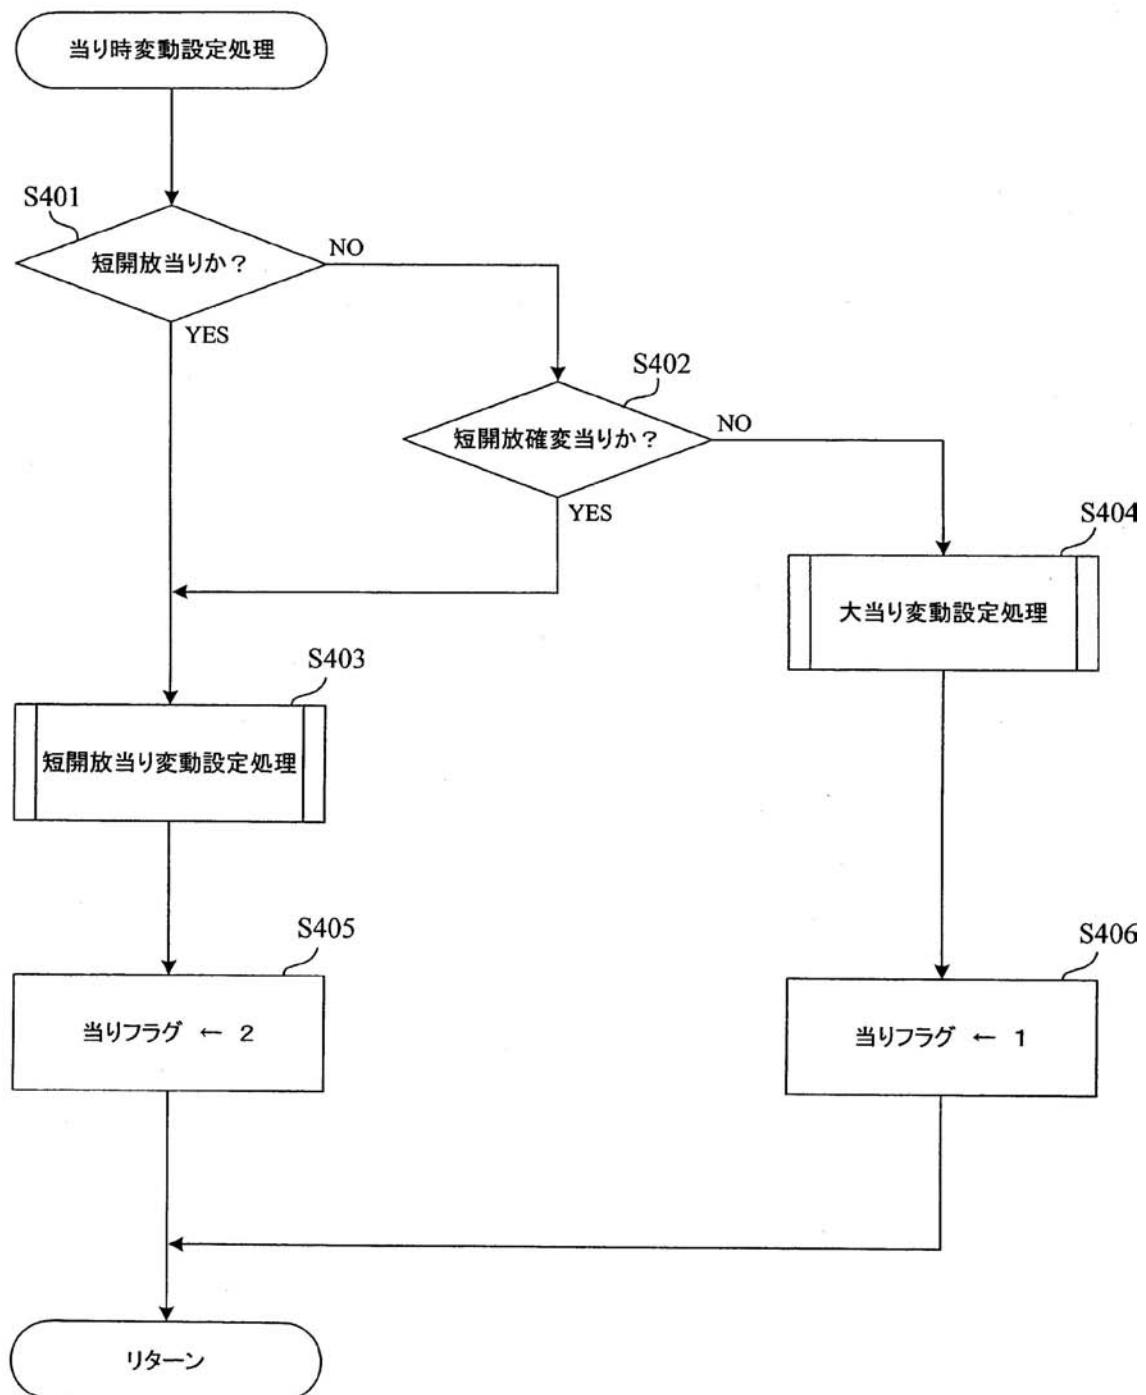 当り時変動設定処理
S401
短開放当りか？
NO
YES
S402
短開放確変当りか？
NO
YES
S404
大当り変動設定処理
S403
短開放当り変動設定処理
S405
当りフラグ ← 2
S406
当りフラグ ← 1
リターン